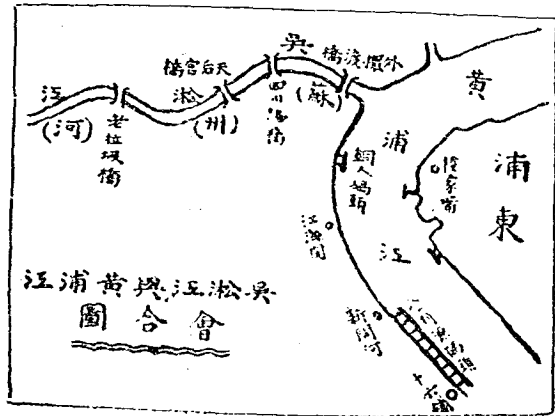 吳淞江
(蘇州河)
外擺渡橋
四川路橋
天后宮橋
老垃圾橋
黃浦江
浦東
陸家嘴
銅人碼頭
江海關
新開河
十六鋪
吳淞江與黃浦江
會合圖